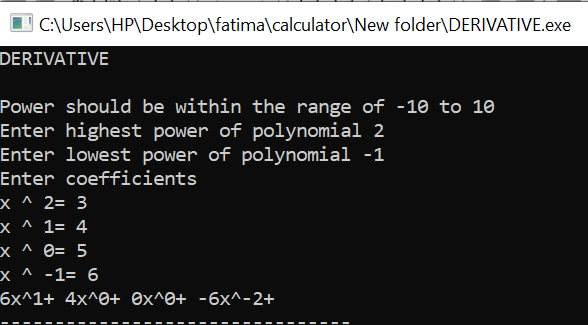 C:\Users\HP\Desktop\fatima\calculator\New folder\DERIVATIVE.exe
DERIVATIVE
Power should be within the range of -10 to 10
Enter highest power of polynomial 2
Enter lowest power of polynomial -1
Enter coefficients
x ^ 2= 3
x ^ 1= 4
x ^ 0= 5
x ^ -1= 6
6x^1+ 4x^0+ 0x^0+ -6x^-2+
--------------------------------